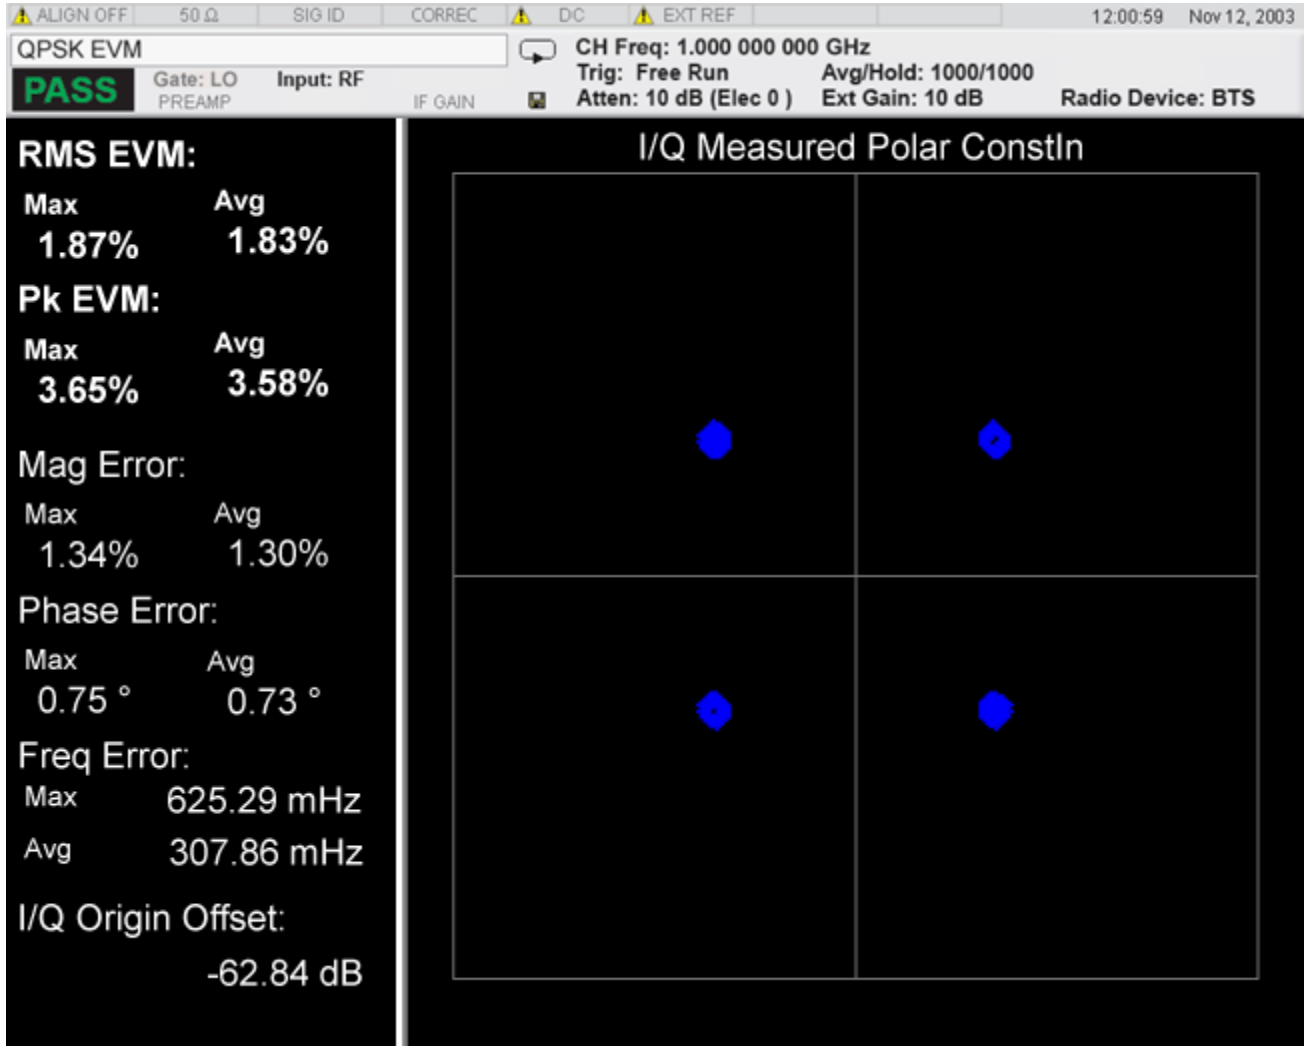 ALIGN OFF 50 Ω SIG ID CORREC DC EXT REF 12:00:59 Nov 12, 2003
QPSK EVM
CH Freq: 1.000 000 000 GHz
PASS Gate: LO Input: RF Trig: Free Run Avg/Hold: 1000/1000
PREAMP IF GAIN Atten: 10 dB (Elec 0 ) Ext Gain: 10 dB Radio Device: BTS
RMS EVM:
Max Avg
1.87% 1.83%
Pk EVM:
Max Avg
3.65% 3.58%
Mag Error:
Max Avg
1.34% 1.30%
Phase Error:
Max Avg
0.75 ° 0.73 °
Freq Error:
Max 625.29 mHz
Avg 307.86 mHz
I/Q Origin Offset:
-62.84 dB
I/Q Measured Polar Constln